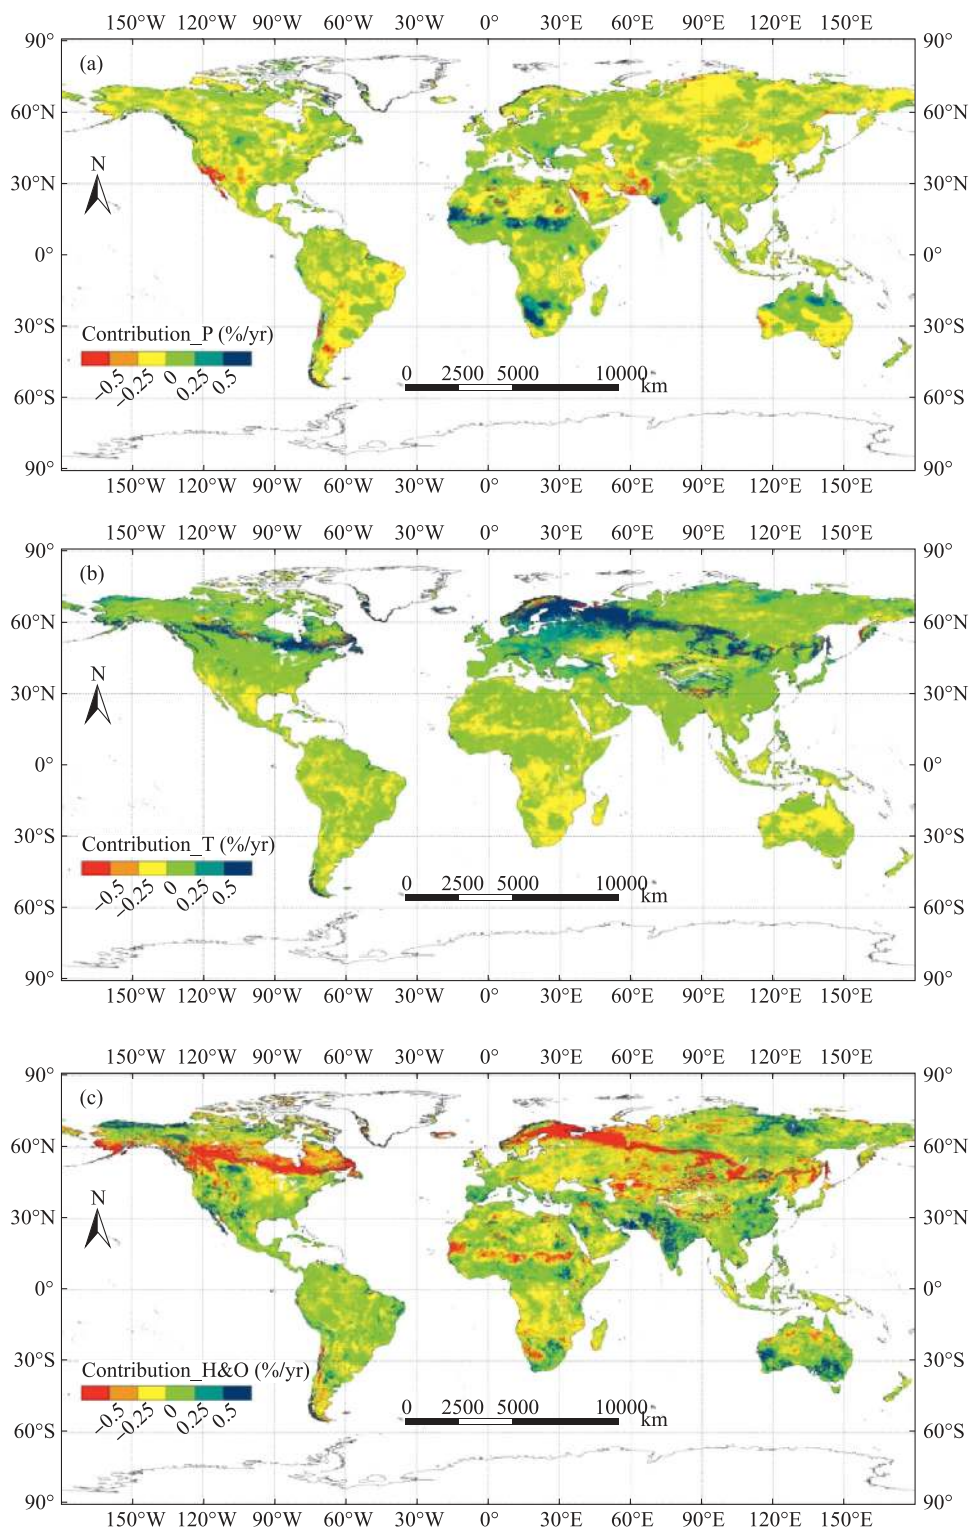 150°W 120°W 90°W 60°W 30°W 0° 30°E 60°E 90°E 120°E 150°E
90° 90°
(a)
60°N 60°N
N
30°N 30°N
0° 0°
30°S 30°S
Contribution_P (%/yr)
−0.5 −0.25 0 0.25 0.5
0 2500 5000 10000
km
60°S 60°S
90° 90°
150°W 120°W 90°W 60°W 30°W 0° 30°E 60°E 90°E 120°E 150°E
150°W 120°W 90°W 60°W 30°W 0° 30°E 60°E 90°E 120°E 150°E
90° 90°
(b)
60°N 60°N
N
30°N 30°N
0° 0°
30°S 30°S
Contribution_T (%/yr)
−0.5 −0.25 0 0.25 0.5
0 2500 5000 10000
km
60°S 60°S
90° 90°
150°W 120°W 90°W 60°W 30°W 0° 30°E 60°E 90°E 120°E 150°E
150°W 120°W 90°W 60°W 30°W 0° 30°E 60°E 90°E 120°E 150°E
90° 90°
(c)
60°N 60°N
N
30°N 30°N
0° 0°
30°S 30°S
Contribution_H&O (%/yr)
−0.5 −0.25 0 0.25 0.5
0 2500 5000 10000
km
60°S 60°S
90° 90°
150°W 120°W 90°W 60°W 30°W 0° 30°E 60°E 90°E 120°E 150°E